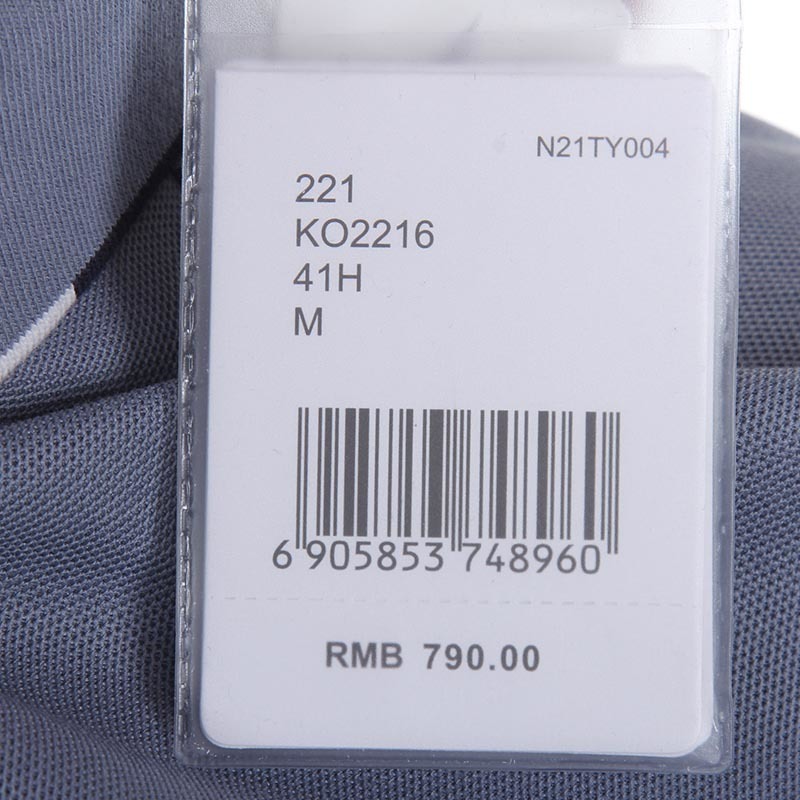 N21TY004
221
KO2216
41H
M
6 905853 748960
RMB 790.00